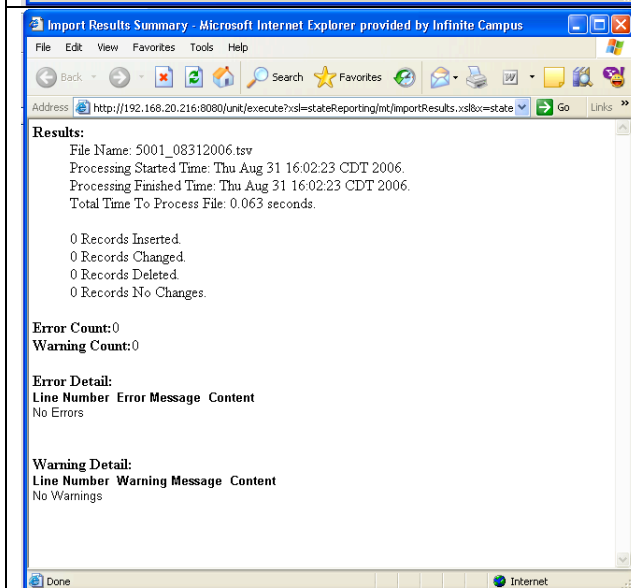 Import Results Summary - Microsoft Internet Explorer provided by Infinite Campus
File Edit View Favorites Tools Help
Back Search Favorites
Address http://192.168.20.216:8080/unit/execute?xsl=stateReporting/mt/importResults.xsl&x=state Go Links »
Results:
File Name: 5001_08312006.tsv
Processing Started Time: Thu Aug 31 16:02:23 CDT 2006.
Processing Finished Time: Thu Aug 31 16:02:23 CDT 2006.
Total Time To Process File: 0.063 seconds.
0 Records Inserted.
0 Records Changed.
0 Records Deleted.
0 Records No Changes.
Error Count:0
Warning Count:0
Error Detail:
Line Number Error Message Content
No Errors
Warning Detail:
Line Number Warning Message Content
No Warnings
Done Internet